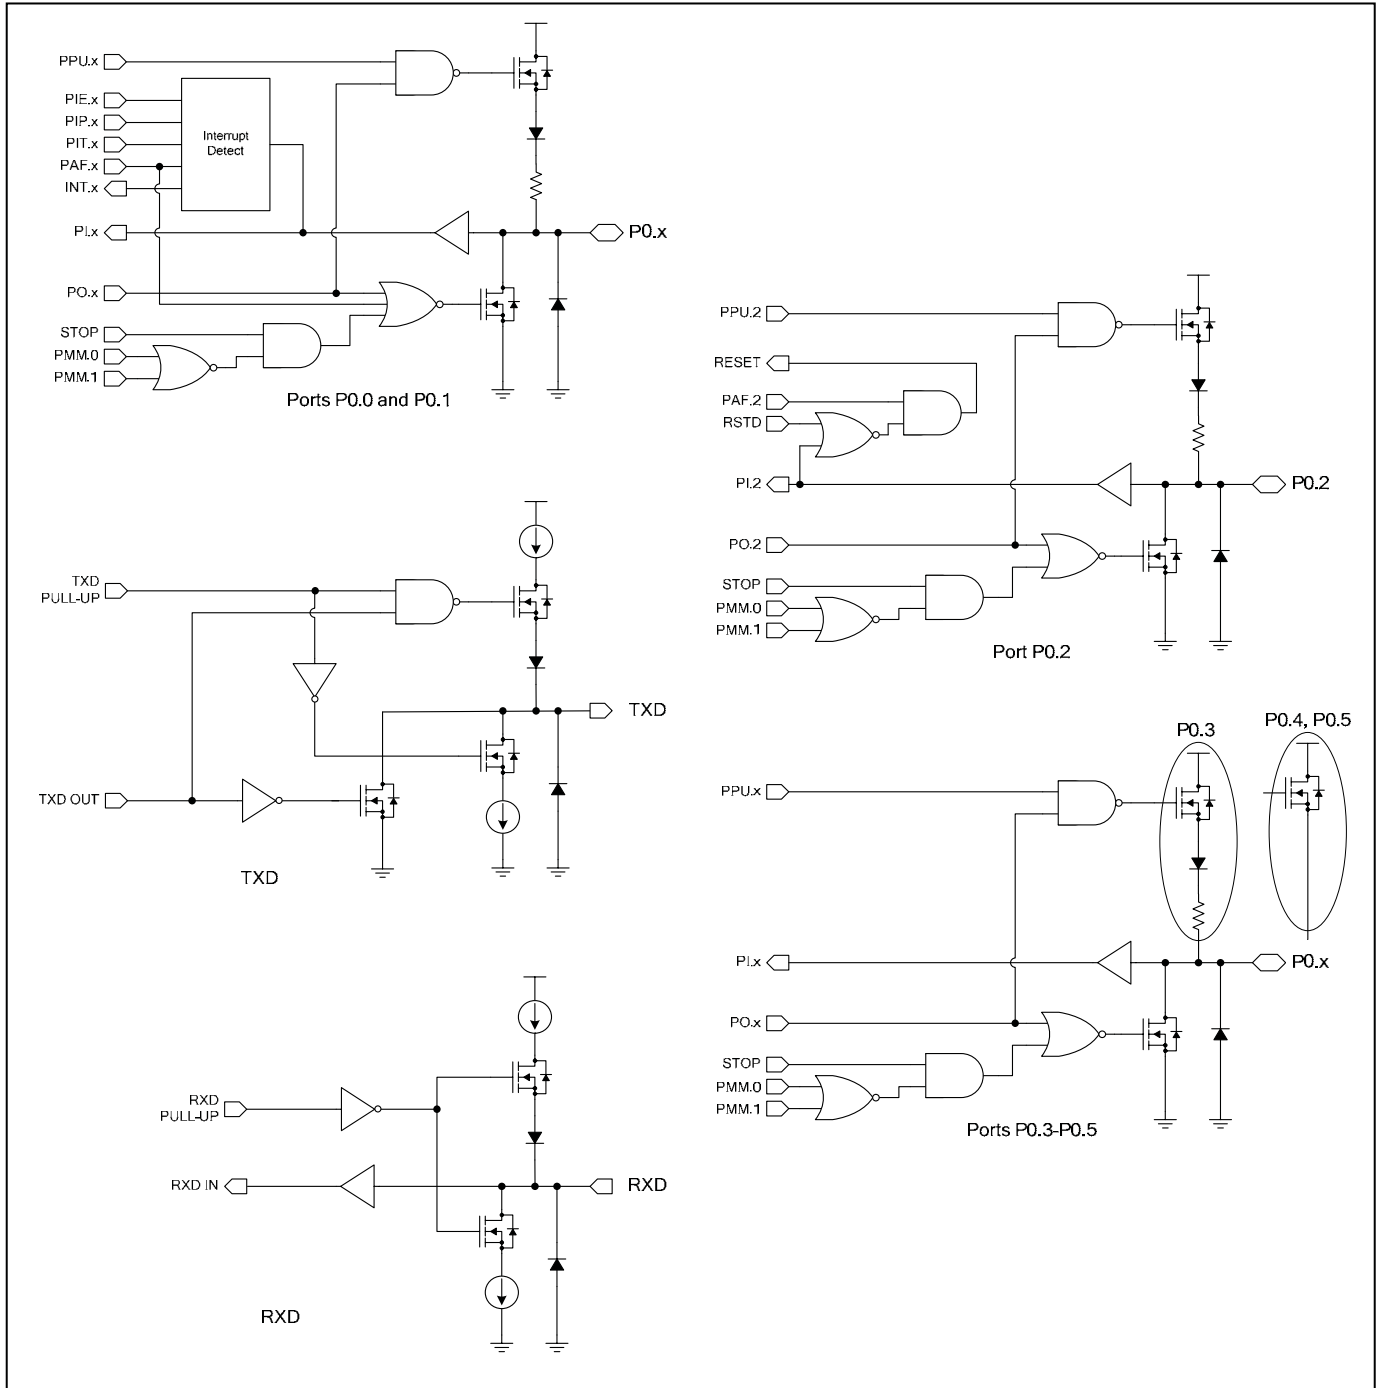 PPU.x
PIE.x
PIP.x
PIT.x
PAF.x
INT.x
Interrupt
Detect
PI.x
P0.x
PO.x
STOP
PMM.0
PMM.1
Ports P0.0 and P0.1
PPU.2
RESET
PAF.2
RSTD
PI.2
P0.2
PO.2
STOP
PMM.0
PMM.1
Port P0.2
TXD
PULL-UP
TXD
TXD OUT
TXD
P0.3
P0.4, P0.5
PPU.x
PI.x
P0.x
PO.x
STOP
PMM.0
PMM.1
Ports P0.3-P0.5
RXD
PULL-UP
RXD IN
RXD
RXD